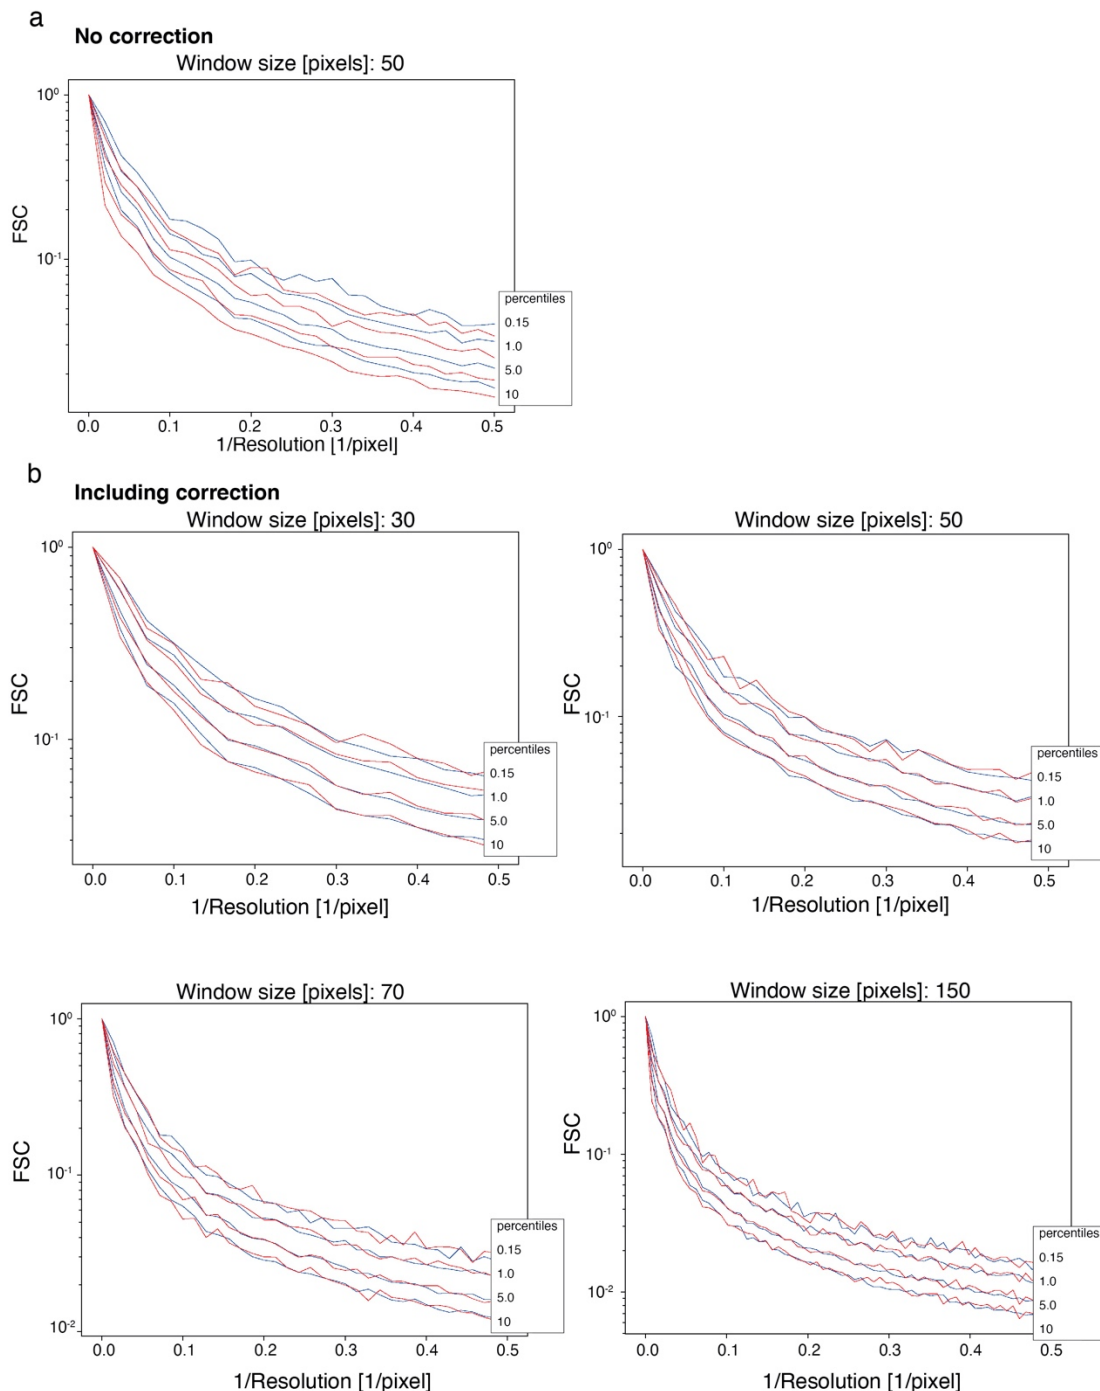 a
No correction
Window size [pixels]: 50
10⁰
10⁻¹
FSC
percentiles
0.15
1.0
5.0
10
0.0 0.1 0.2 0.3 0.4 0.5
1/Resolution [1/pixel]
b
Including correction
Window size [pixels]: 30
10⁰
10⁻¹
FSC
percentiles
0.15
1.0
5.0
10
0.0 0.1 0.2 0.3 0.4 0.5
1/Resolution [1/pixel]
Window size [pixels]: 50
10⁰
10⁻¹
FSC
percentiles
0.15
1.0
5.0
10
0.0 0.1 0.2 0.3 0.4 0.5
1/Resolution [1/pixel]
Window size [pixels]: 70
10⁰
10⁻¹
10⁻²
FSC
percentiles
0.15
1.0
5.0
10
0.0 0.1 0.2 0.3 0.4 0.5
1/Resolution [1/pixel]
Window size [pixels]: 150
10⁰
10⁻¹
10⁻²
FSC
percentiles
0.15
1.0
5.0
10
0.0 0.1 0.2 0.3 0.4 0.5
1/Resolution [1/pixel]